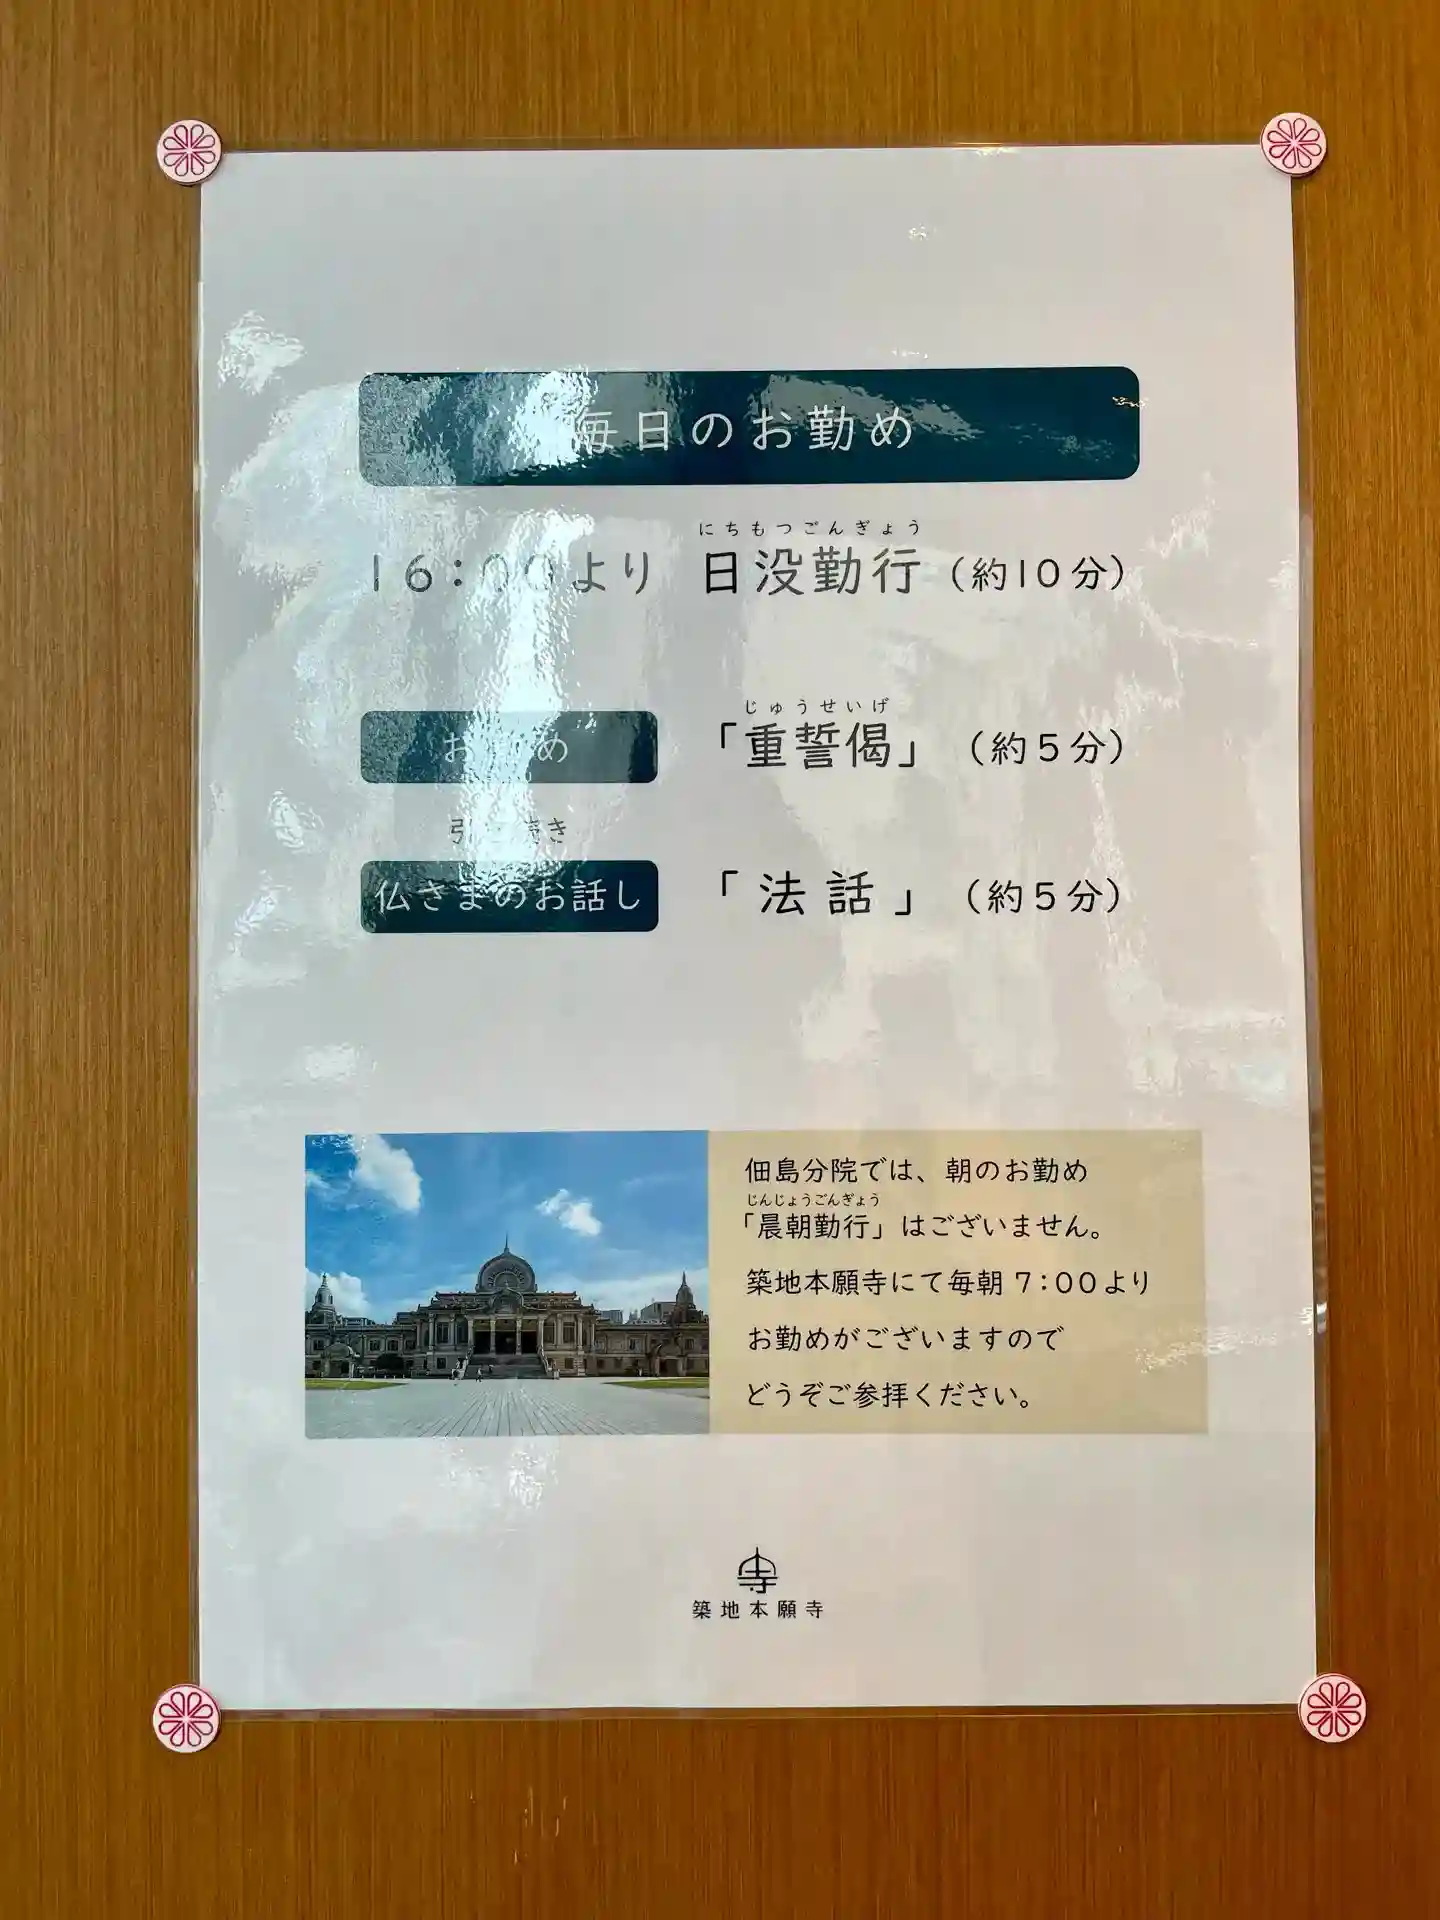 毎日のお勤め
にちもつごんぎょう
16:00より 日没勤行（約10分）
じゅうせいげ
お勤め 「重誓偈」（約5分）
引き続き
仏さまのお話し 「法話」（約5分）
佃島分院では、朝のお勤め
じんじょうごんぎょう
「晨朝勤行」はございません。
築地本願寺にて毎朝7:00より
お勤めがございますので
どうぞご参拝ください。
寺
築地本願寺